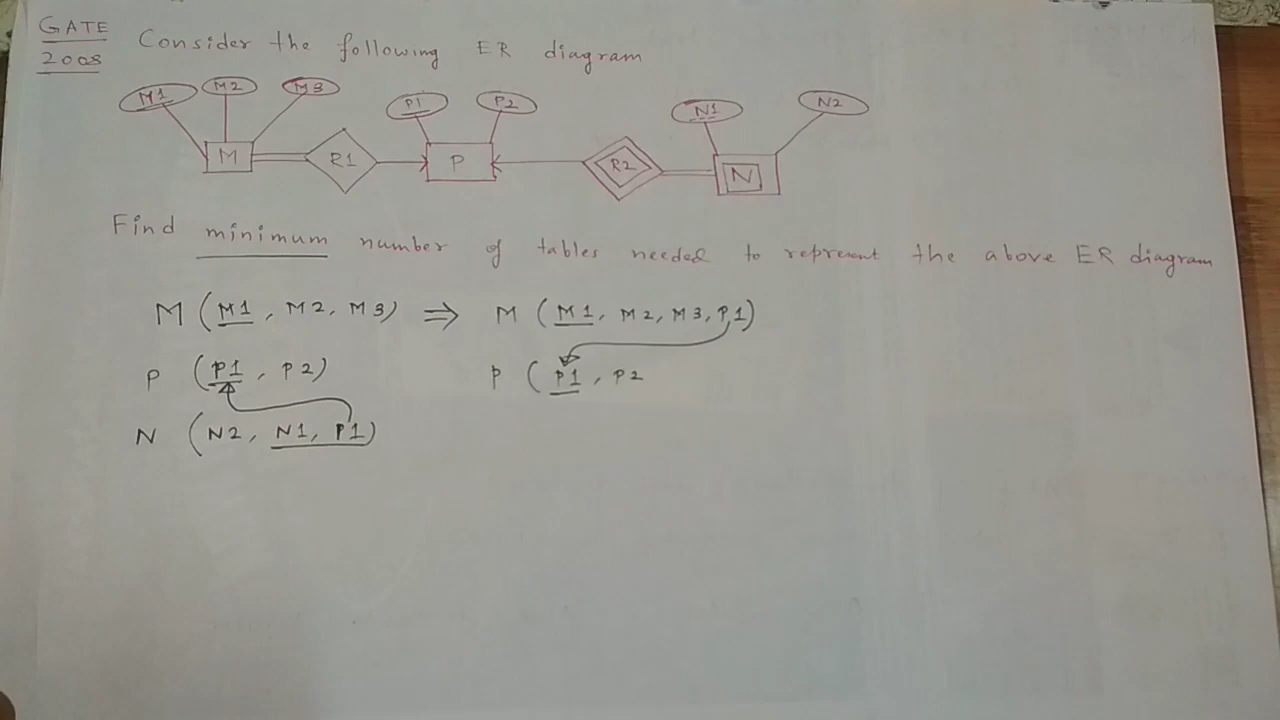 GATE
2008
Consider the following ER diagram
M1 M2 M3 P1 P2 N1 N2
M R1 P R2 N
Find minimum number of tables needed to represent the above ER diagram
M (M1, M2, M3) ⇒ M (M1, M2, M3, P1)
P (P1, P2) P (P1, P2
N (N2, N1, P1)